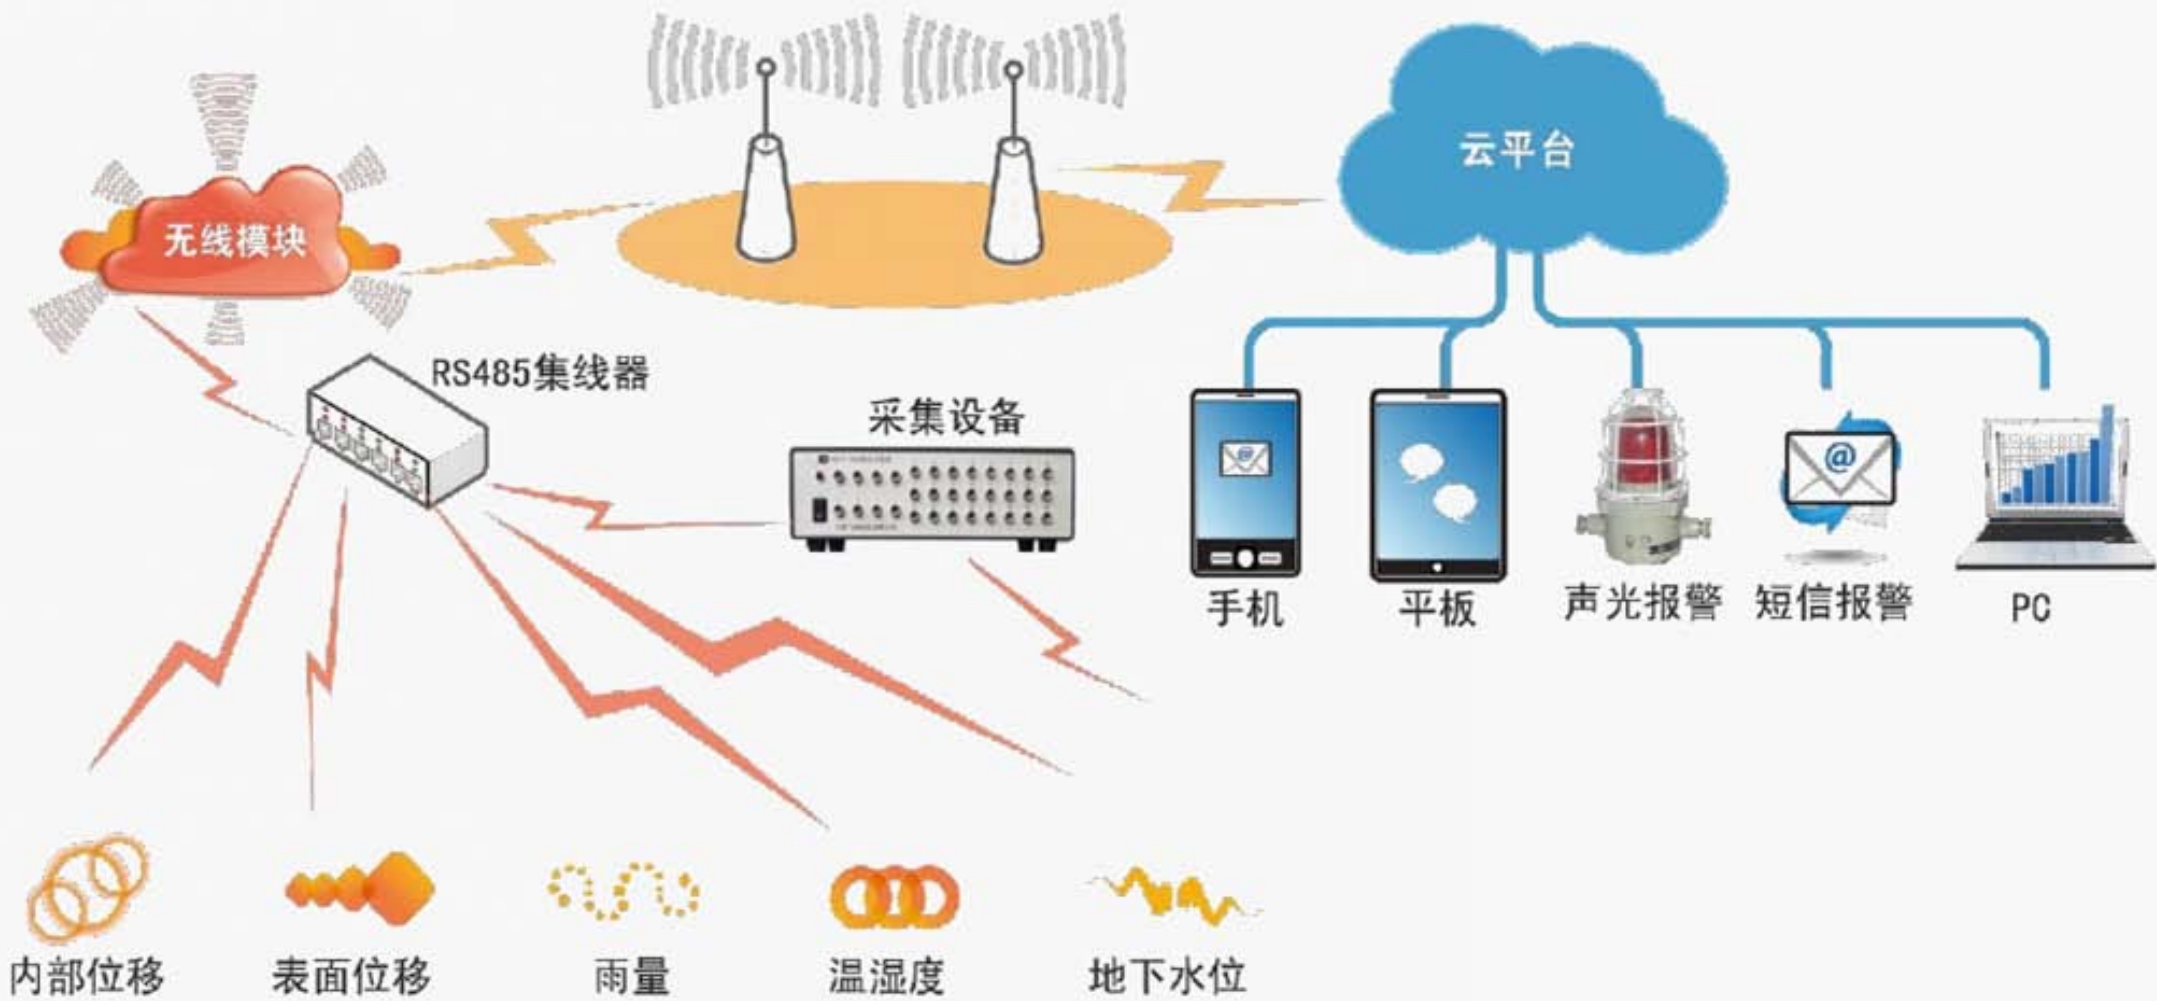 云平台
无线模块
RS485集线器
采集设备
手机
平板
声光报警
短信报警
PC
内部位移
表面位移
雨量
温湿度
地下水位